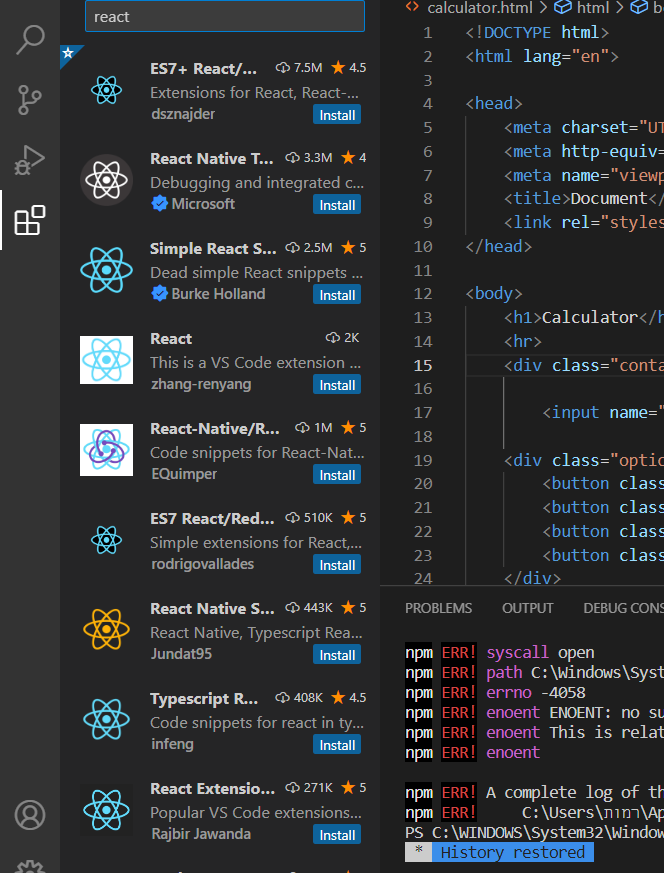 react
ES7+ React/... 7.5M 4.5
Extensions for React, React-...
dsznajder
Install
React Native T... 3.3M 4
Debugging and integrated c...
Microsoft
Install
Simple React S... 2.5M 5
Dead simple React snippets ...
Burke Holland
Install
React 2K
This is a VS Code extension ...
zhang-renyang
Install
React-Native/R... 1M 5
Code snippets for React-Nat...
EQuimper
Install
ES7 React/Red... 510K 5
Simple extensions for React,...
rodrigovallades
Install
React Native S... 443K 5
React Native, Typescript Rea...
Jundat95
Install
Typescript R... 408K 4.5
Code snippets for react in ty...
infeng
Install
React Extensio... 271K 5
Popular VS Code extensions...
Rajbir Jawanda
Install
<> calculator.html > html > b
1 <!DOCTYPE html>
2 <html lang="en">
3
4 <head>
5 <meta charset="UT
6 <meta http-equiv=
7 <meta name="viewp
8 <title>Document</
9 <link rel="styles
10 </head>
11
12 <body>
13 <h1>Calculator</h
14 <hr>
15 <div class="conta
16
17 <input name="
18
19 <div class="optio
20 <button class
21 <button class
22 <button class
23 <button class
24 </div>
PROBLEMS OUTPUT DEBUG CONS
npm ERR! syscall open
npm ERR! path C:\Windows\Syst
npm ERR! errno -4058
npm ERR! enoent ENOENT: no su
npm ERR! enoent This is relat
npm ERR! enoent
npm ERR! A complete log of th
npm ERR! C:\Users\רמות\Ap
PS C:\WINDOWS\System32\Window
* History restored